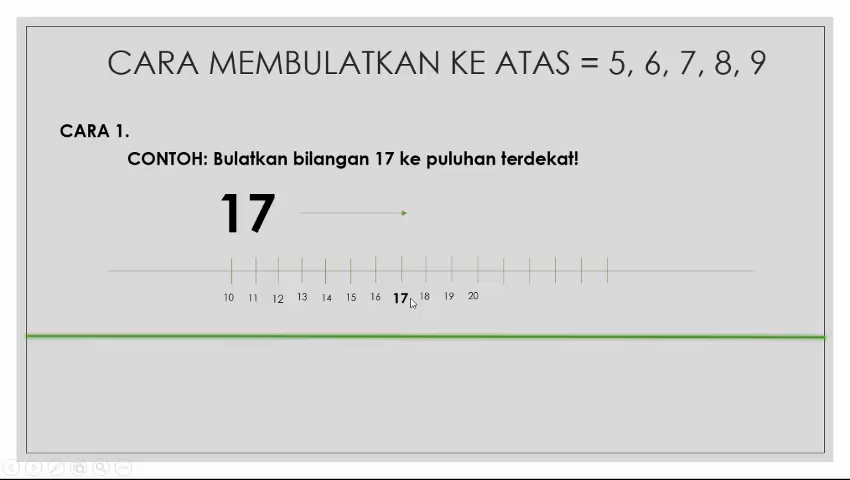 CARA MEMBULATKAN KE ATAS = 5, 6, 7, 8, 9
CARA 1.
CONTOH: Bulatkan bilangan 17 ke puluhan terdekat!
17
10 11 12 13 14 15 16 17 18 19 20